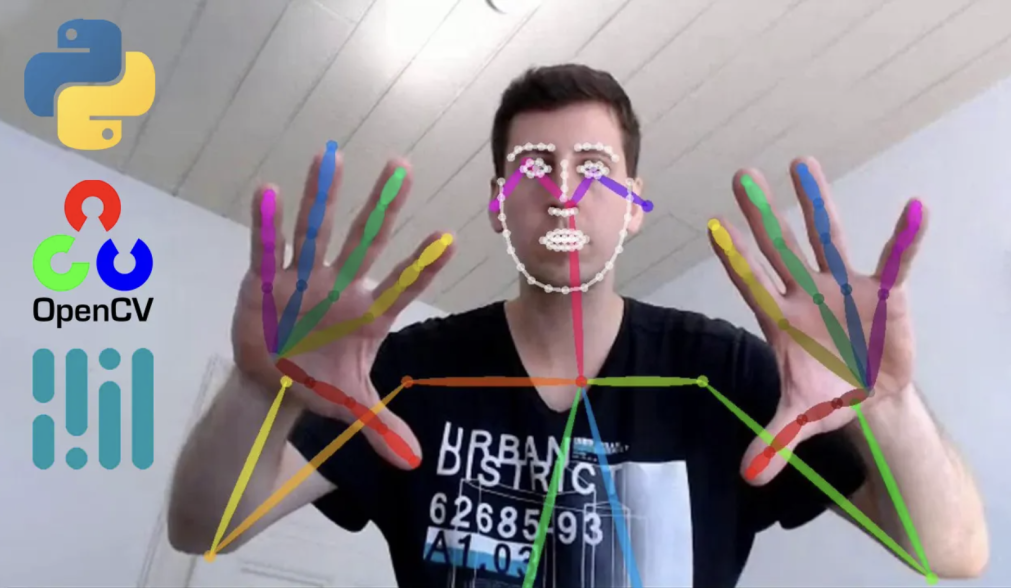 OpenCV
URBAN
DISTRICT
62685-93
A1.03